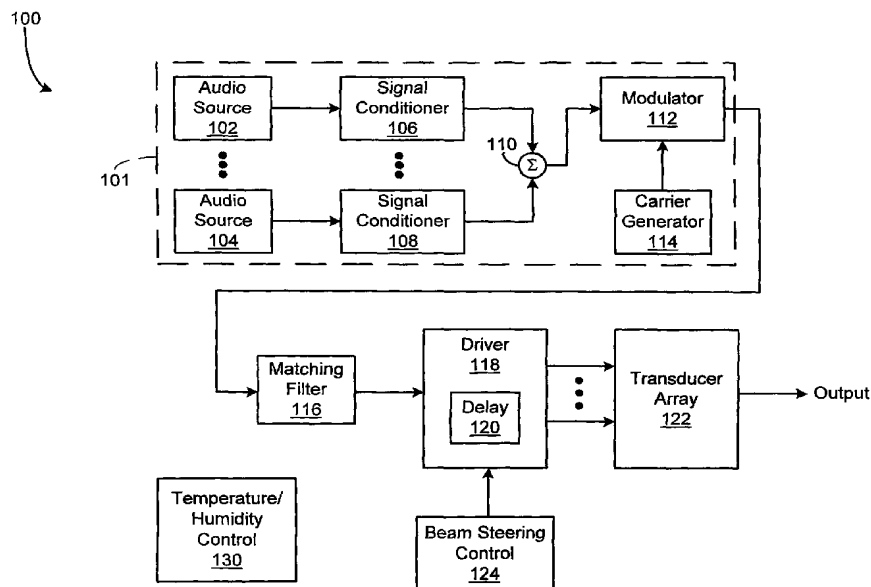 100
101
Audio
Source
102
Signal
Conditioner
106
110
Σ
Modulator
112
Audio
Source
104
Signal
Conditioner
108
Carrier
Generator
114
Matching
Filter
116
Driver
118
Delay
120
Transducer
Array
122
Output
Temperature/
Humidity
Control
130
Beam Steering
Control
124